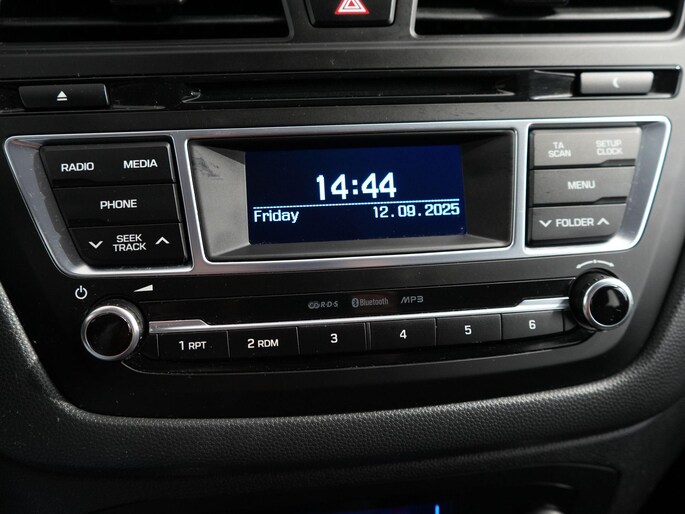 RADIO MEDIA
PHONE
SEEK
TRACK
14:44
Friday 12.09.2025
TA
SCAN
SETUP
CLOCK
MENU
FOLDER
R·D·S Bluetooth MP3
1 RPT 2 RDM 3 4 5 6